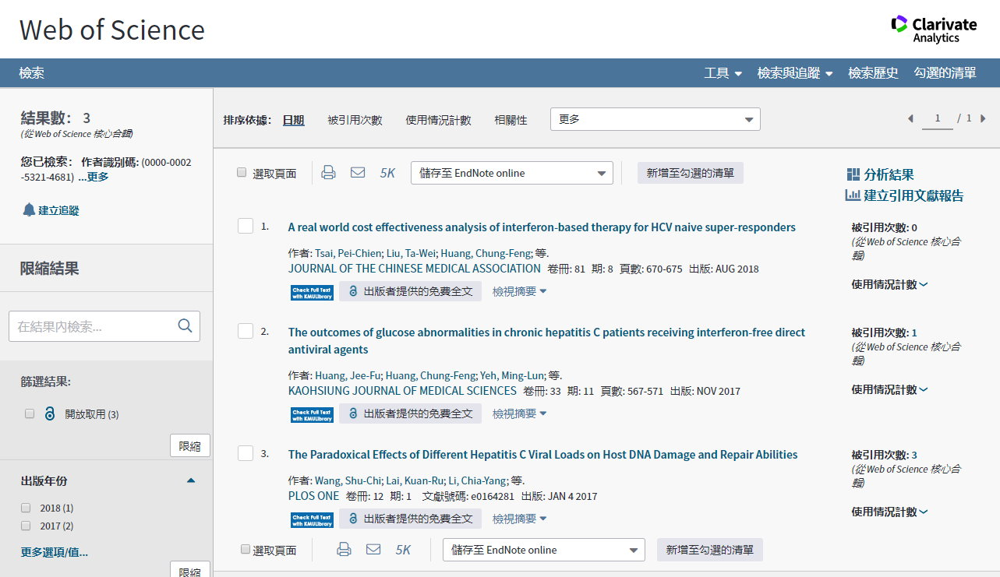 Web of Science
Clarivate
Analytics
檢索
工具 檢索與追蹤 檢索歷史 勾選的清單
結果數: 3
(從 Web of Science 核心合輯)
您已檢索: 作者識別碼: (0000-0002
-5321-4681) ...更多
建立追蹤
限縮結果
在結果內檢索...
篩選結果:
開放取用 (3)
限縮
出版年份
2018 (1)
2017 (2)
更多選項/值...
限縮
排序依據: 日期 被引用次數 使用情況計數 相關性 更多
1 / 1
選取頁面 5K 儲存至 EndNote online 新增至勾選的清單
分析結果
建立引用文獻報告
1. A real world cost effectiveness analysis of interferon-based therapy for HCV naive super-responders
作者: Tsai, Pei-Chien; Liu, Ta-Wei; Huang, Chung-Feng; 等.
JOURNAL OF THE CHINESE MEDICAL ASSOCIATION 卷冊: 81 期: 8 頁數: 670-675 出版: AUG 2018
Check Full Text
with KMULibrary
出版者提供的免費全文 檢視摘要
被引用次數: 0
(從 Web of Science 核心合
輯)
使用情況計數
2. The outcomes of glucose abnormalities in chronic hepatitis C patients receiving interferon-free direct
antiviral agents
作者: Huang, Jee-Fu; Huang, Chung-Feng; Yeh, Ming-Lun; 等.
KAOHSIUNG JOURNAL OF MEDICAL SCIENCES 卷冊: 33 期: 11 頁數: 567-571 出版: NOV 2017
Check Full Text
with KMULibrary
出版者提供的免費全文 檢視摘要
被引用次數: 1
(從 Web of Science 核心合
輯)
使用情況計數
3. The Paradoxical Effects of Different Hepatitis C Viral Loads on Host DNA Damage and Repair Abilities
作者: Wang, Shu-Chi; Lai, Kuan-Ru; Li, Chia-Yang; 等.
PLOS ONE 卷冊: 12 期: 1 文獻號碼: e0164281 出版: JAN 4 2017
Check Full Text
with KMULibrary
出版者提供的免費全文 檢視摘要
被引用次數: 3
(從 Web of Science 核心合
輯)
使用情況計數
選取頁面 5K 儲存至 EndNote online 新增至勾選的清單